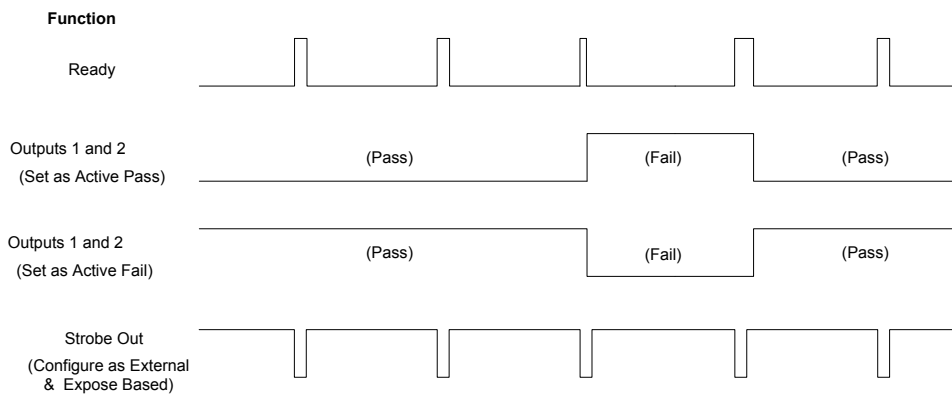 Function
Ready
Outputs 1 and 2
(Set as Active Pass)
(Pass)
(Fail)
(Pass)
Outputs 1 and 2
(Set as Active Fail)
(Pass)
(Fail)
(Pass)
Strobe Out
(Configure as External
& Expose Based)